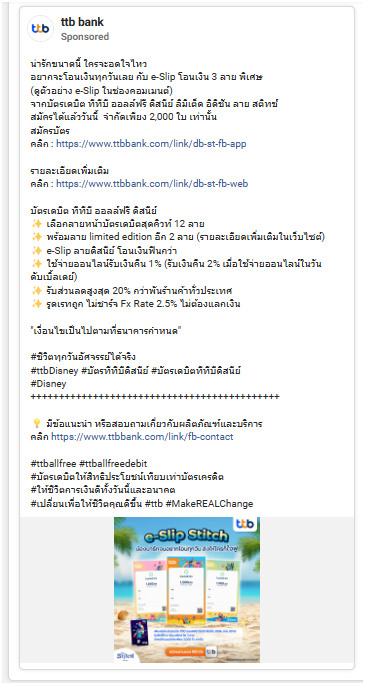 ttb bank
Sponsored
น่ารักขนาดนี้ ใครจะอดใจไหว
อยากจะโอนเงินทุกวันเลย กับ e-Slip โอนเงิน 3 ลาย พิเศษ
(ดูตัวอย่าง e-Slip ในช่องคอมเมนต์)
จากบัตรเดบิต ทีทีบี ออลล์ฟรี ดิสนีย์ ลิมิเต็ด อิดิชัน ลาย สติทช์
สมัครได้แล้ววันนี้ จำกัดเพียง 2,000 ใบ เท่านั้น
สมัครบัตร
คลิก : https://www.ttbbank.com/link/db-st-fb-app
รายละเอียดเพิ่มเติม
คลิก : https://www.ttbbank.com/link/db-st-fb-web
บัตรเดบิต ทีทีบี ออลล์ฟรี ดิสนีย์
✨ เลือกลายหน้าบัตรเดบิตสุดคิวท์ 12 ลาย
✨ พร้อมลาย limited edition อีก 2 ลาย (รายละเอียดเพิ่มเติมในเว็บไซต์)
✨ e-Slip ลายดิสนีย์ โอนเงินฟินกว่า
✨ ใช้จ่ายออนไลน์รับเงินคืน 1% (รับเงินคืน 2% เมื่อใช้จ่ายออนไลน์ในวัน
ดับเบิ้ลเดย์)
✨ รับส่วนลดสูงสุด 20% กว่าพันร้านค้าทั่วประเทศ
✨ รูดเรทถูก ไม่ชาร์จ Fx Rate 2.5% ไม่ต้องแลกเงิน
"เงื่อนไขเป็นไปตามที่ธนาคารกำหนด"
#ชีวิตทุกวันอัศจรรย์ได้จริง
#ttbDisney #บัตรทีทีบีดิสนีย์ #บัตรเดบิตทีทีบีดิสนีย์
#Disney
++++++++++++++++++++++++++++++++++++++++++++
💡 มีข้อแนะนำ หรือสอบถามเกี่ยวกับผลิตภัณฑ์และบริการ
คลิก https://www.ttbbank.com/link/fb-contact
#ttballfree #ttballfreedebit
#บัตรเดบิตให้สิทธิประโยชน์เทียบเท่าบัตรเครดิต
#ให้ชีวิตการเงินดีทั้งวันนี้และอนาคต
#เปลี่ยนเพื่อให้ชีวิตคุณดีขึ้น #ttb #MakeREALChange
ttb
e-Slip Stitch
Stitch
ttb